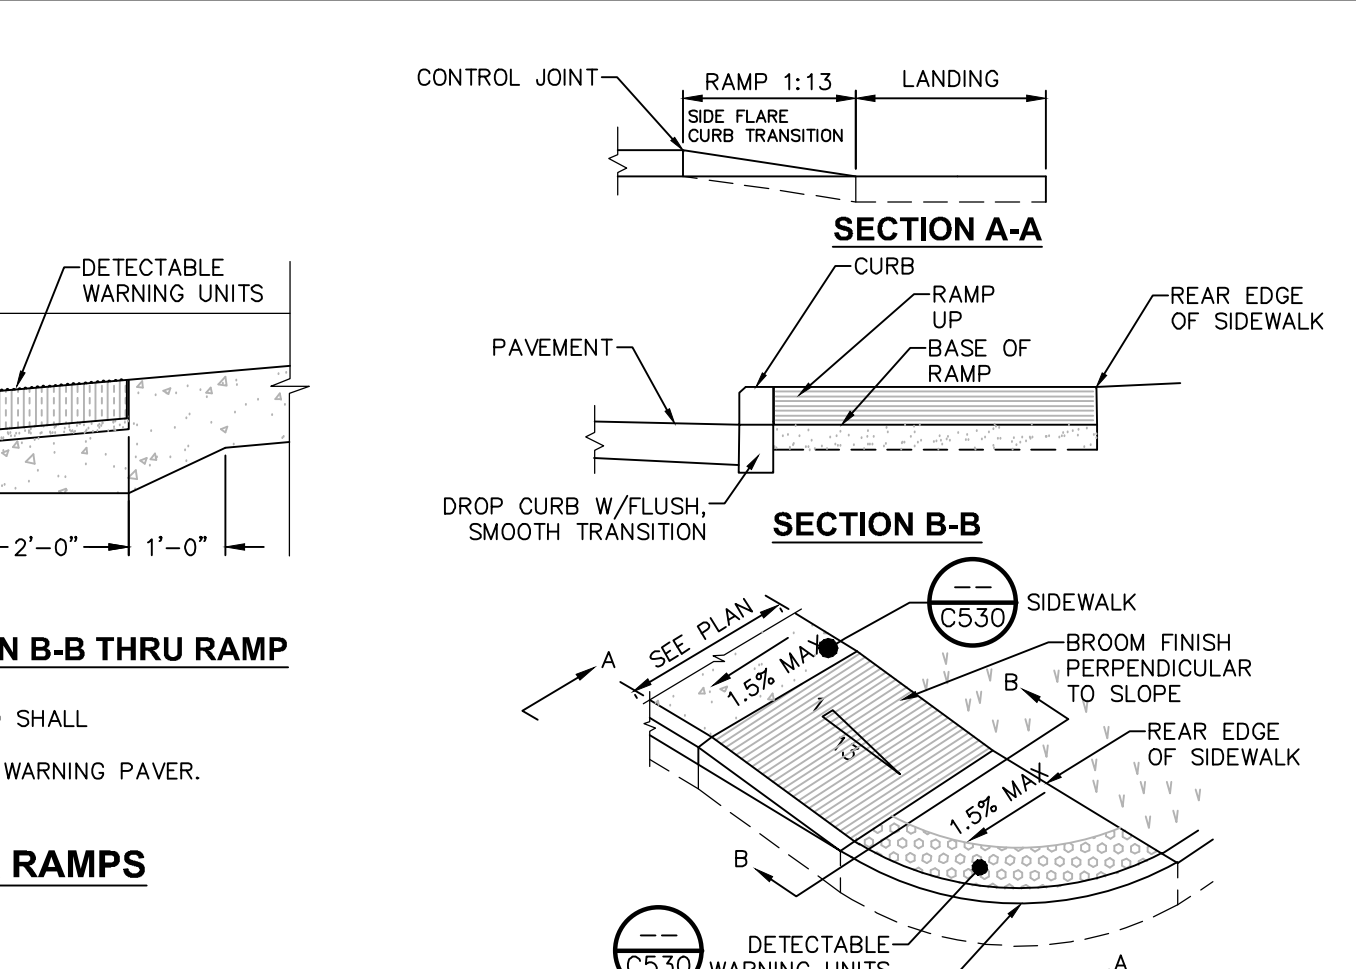 CONTROL JOINT
RAMP 1:13
LANDING
SIDE FLARE
CURB TRANSITION
SECTION A-A
DETECTABLE
WARNING UNITS
2'-0"
1'-0"
N B-B THRU RAMP
SHALL
WARNING PAVER.
RAMPS
CURB
RAMP
UP
REAR EDGE
OF SIDEWALK
PAVEMENT
BASE OF
RAMP
DROP CURB W/FLUSH,
SMOOTH TRANSITION
SECTION B-B
--
C530
SIDEWALK
SEE PLAN
A
1.5% MAX
BROOM FINISH
PERPENDICULAR
TO SLOPE
B
1
13
REAR EDGE
OF SIDEWALK
1.5% MAX
B
--
C530
DETECTABLE
WARNING UNITS
A